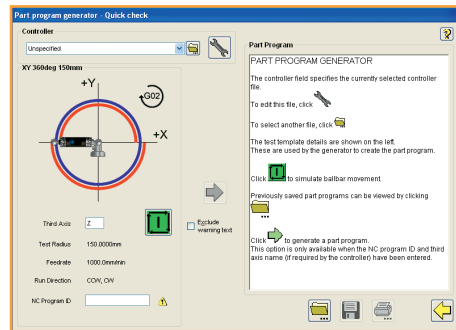 Part program generator - Quick check
Controller
Unspecified
XY 360deg 150mm
+Y
G02
+X
Third Axis
Z
Exclude
warning text
Test Radius
150.0000mm
Feedrate
1000.0mm/min
Run Direction
CCW, CW
NC Program ID
Part Program
PART PROGRAM GENERATOR
The controller field specifies the currently selected controller
file.
To edit this file, click
To select another file, click
The test template details are shown on the left.
These are used by the generator to create the part program.
Click to simulate ballbar movement.
Previously saved part programs can be viewed by clicking
Click to generate a part program.
This option is only available when the NC program ID and third
axis name (if required by the controller) have been entered.